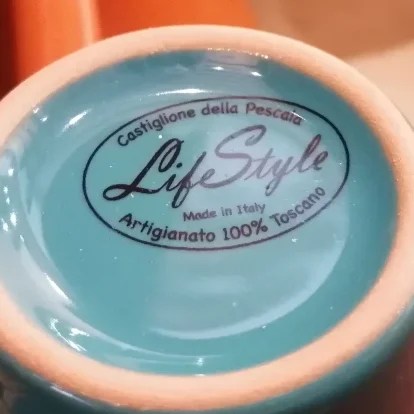 Castiglione della Pescaia
LifeStyle
Made in Italy
Artigianato 100% Toscano